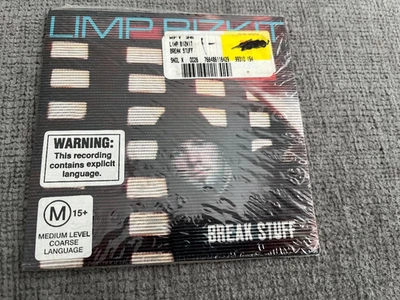 LIMP BIZKIT
LIMP BIZKIT
BREAK STUFF
WARNING:
This recording
contains explicit
language.
M 15+
MEDIUM LEVEL
COARSE
LANGUAGE
BREAK STUFF